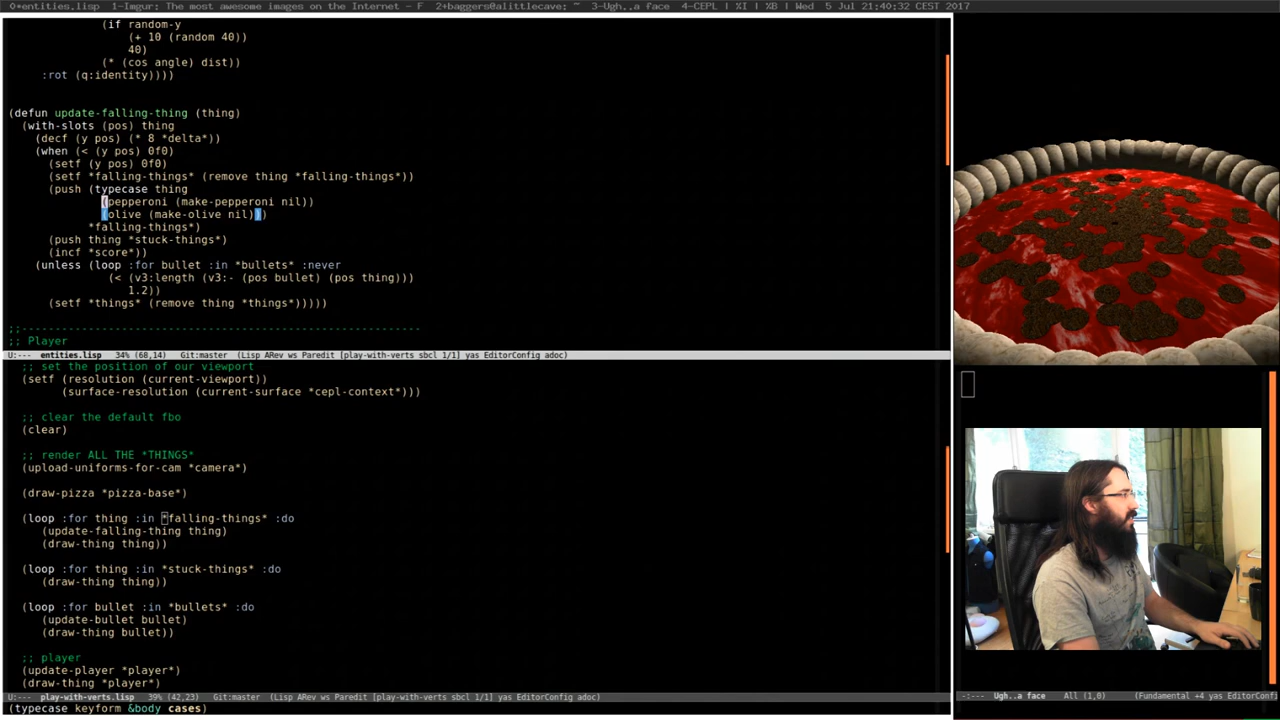 0*entities.lisp  1-Imgur: The most awesome images on the Internet - F  2*baggers@alittlecave: ~  3-Ugh..a face  4-CEPL | %I | %B | Wed  5 Jul 21:40:32 CEST 2017
(if random-y
(+ 10 (random 40))
40)
(* (cos angle) dist))
:rot (q:identity))))
(defun update-falling-thing (thing)
(with-slots (pos) thing
(decf (y pos) (* 8 *delta*))
(when (< (y pos) 0f0)
(setf (y pos) 0f0)
(setf *falling-things* (remove thing *falling-things*))
(push (typecase thing
(pepperoni (make-pepperoni nil))
(olive (make-olive nil)))
*falling-things*)
(push thing *stuck-things*)
(incf *score*))
(unless (loop :for bullet :in *bullets* :never
(< (v3:length (v3:- (pos bullet) (pos thing)))
1.2))
(setf *things* (remove thing *things*)))))
;;------------------------------------------------------------
;; Player
U:---  entities.lisp   34% (68,14)   Git:master  (Lisp ARev ws Paredit [play-with-verts sbcl 1/1] yas EditorConfig adoc)
;; set the position of our viewport
(setf (resolution (current-viewport))
(surface-resolution (current-surface *cepl-context*)))
;; clear the default fbo
(clear)
;; render ALL THE *THINGS*
(upload-uniforms-for-cam *camera*)
(draw-pizza *pizza-base*)
(loop :for thing :in *falling-things* :do
(update-falling-thing thing)
(draw-thing thing))
(loop :for thing :in *stuck-things* :do
(draw-thing thing))
(loop :for bullet :in *bullets* :do
(update-bullet bullet)
(draw-thing bullet))
;; player
(update-player *player*)
(draw-thing *player*)
U:---  play-with-verts.lisp   39% (42,23)   Git:master  (Lisp ARev ws Paredit [play-with-verts sbcl 1/1] yas EditorConfig adoc)
(typecase keyform &body cases)
-:---  Ugh..a face    All (1,0)      (Fundamental +4 yas EditorConfi